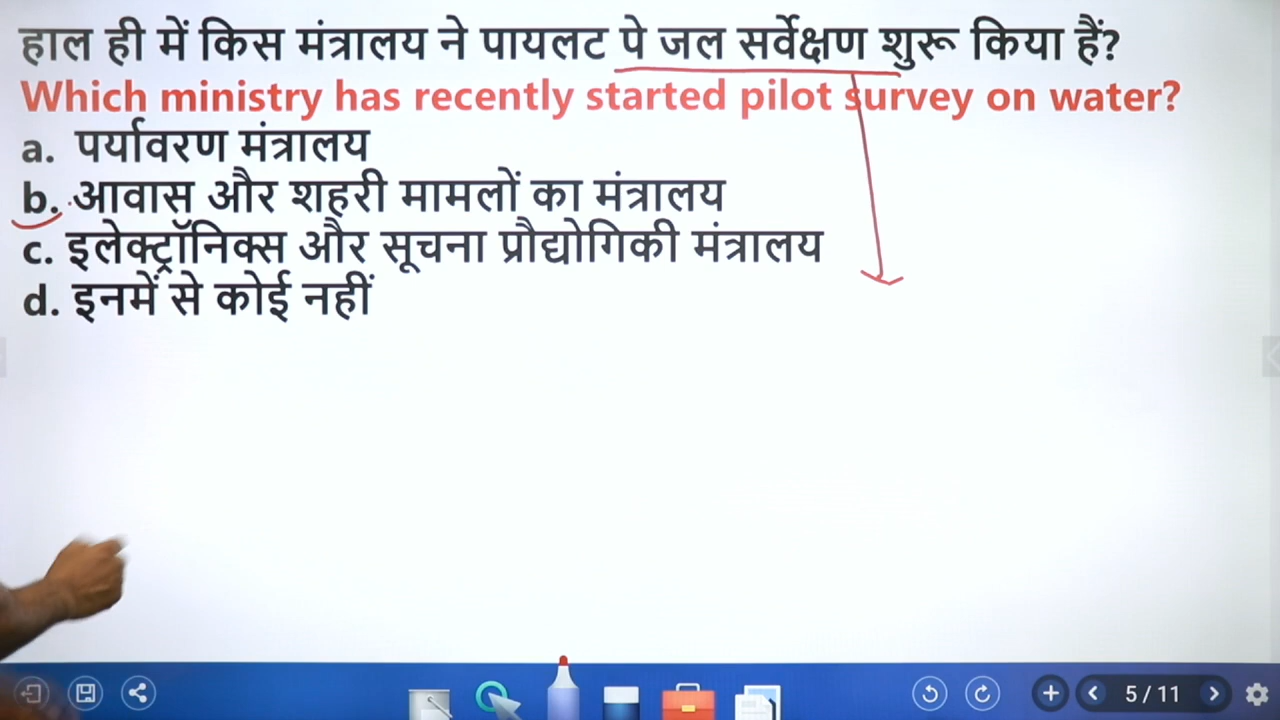 हाल ही में किस मंत्रालय ने पायलट पे जल सर्वेक्षण शुरू किया हैं?
Which ministry has recently started pilot survey on water?
a. पर्यावरण मंत्रालय
b. आवास और शहरी मामलों का मंत्रालय
c. इलेक्ट्रॉनिक्स और सूचना प्रौद्योगिकी मंत्रालय
d. इनमें से कोई नहीं
5 / 11